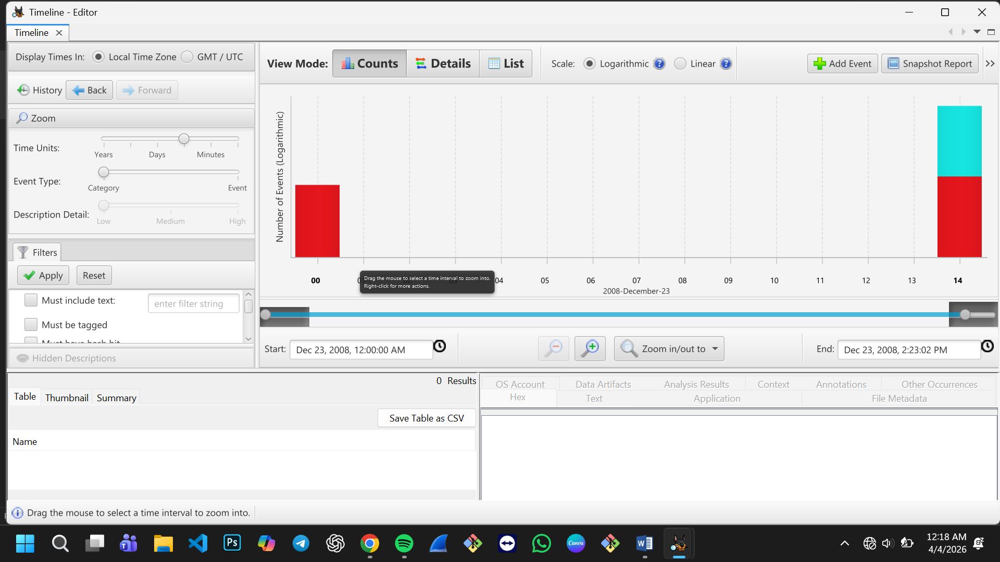 Timeline - Editor
Timeline
Display Times In: Local Time Zone GMT / UTC
View Mode: Counts Details List Scale: Logarithmic Linear Add Event Snapshot Report
History Back Forward
Zoom
Time Units:
Years Days Minutes
Event Type:
Category Event
Description Detail:
Low Medium High
Filters
Apply Reset
Must include text: enter filter string
Must be tagged
Must have hash hit
Hidden Descriptions
Number of Events (Logarithmic)
00 04 05 06 07 08 09 10 11 12 13 14
Drag the mouse to select a time interval to zoom into.
Right-click for more actions.
2008-December-23
Start: Dec 23, 2008, 12:00:00 AM Zoom in/out to End: Dec 23, 2008, 2:23:02 PM
0 Results
Table Thumbnail Summary
Save Table as CSV
Name
OS Account Data Artifacts Analysis Results Context Annotations Other Occurrences
Hex Text Application File Metadata
Drag the mouse to select a time interval to zoom into.
Ps
Canva
12:18 AM
4/4/2026